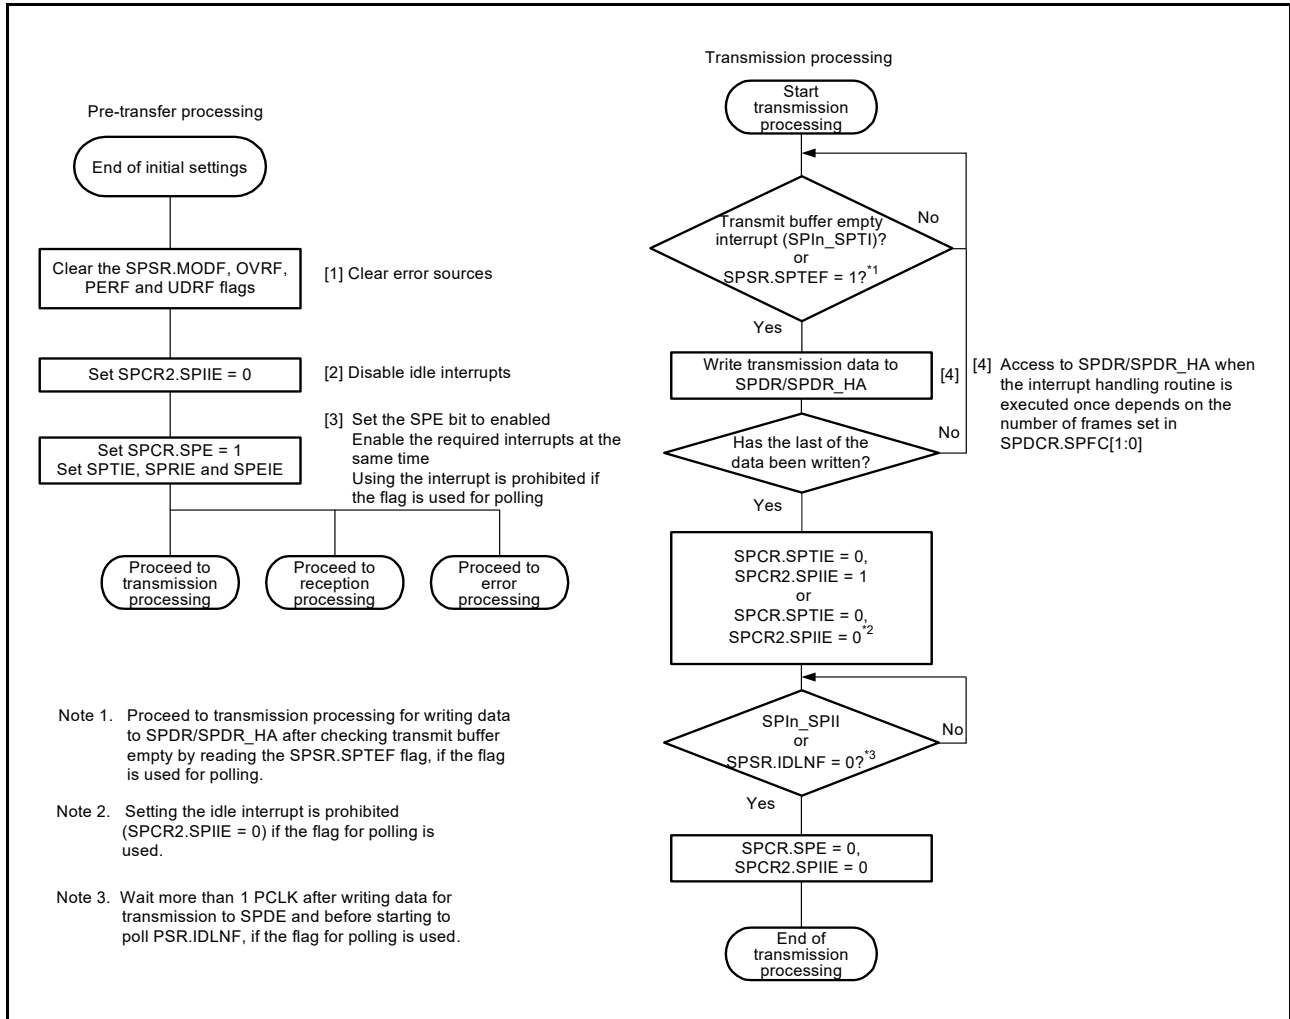 Pre-transfer processing
End of initial settings
Clear the SPSR.MODF, OVRF,
PERF and UDRF flags
[1] Clear error sources
Set SPCR2.SPIIE = 0
[2] Disable idle interrupts
Set SPCR.SPE = 1
Set SPTIE, SPRIE and SPEIE
[3] Set the SPE bit to enabled
Enable the required interrupts at the
same time
Using the interrupt is prohibited if
the flag is used for polling
Proceed to
transmission
processing
Proceed to
reception
processing
Proceed to
error
processing
Note 1. Proceed to transmission processing for writing data
to SPDR/SPDR_HA after checking transmit buffer
empty by reading the SPSR.SPTEF flag, if the flag
is used for polling.
Note 2. Setting the idle interrupt is prohibited
(SPCR2.SPIIE = 0) if the flag for polling is
used.
Note 3. Wait more than 1 PCLK after writing data for
transmission to SPDE and before starting to
poll PSR.IDLNF, if the flag for polling is used.
Transmission processing
Start
transmission
processing
Transmit buffer empty
interrupt (SPIn_SPTI)?
or
SPSR.SPTEF = 1?*1
No
Yes
Write transmission data to
SPDR/SPDR_HA
[4]
[4] Access to SPDR/SPDR_HA when
the interrupt handling routine is
executed once depends on the
number of frames set in
SPDCR.SPFC[1:0]
Has the last of the
data been written?
No
Yes
SPCR.SPTIE = 0,
SPCR2.SPIIE = 1
or
SPCR.SPTIE = 0,
SPCR2.SPIIE = 0*2
SPIn_SPII
or
SPSR.IDLNF = 0?*3
No
Yes
SPCR.SPE = 0,
SPCR2.SPIIE = 0
End of
transmission
processing